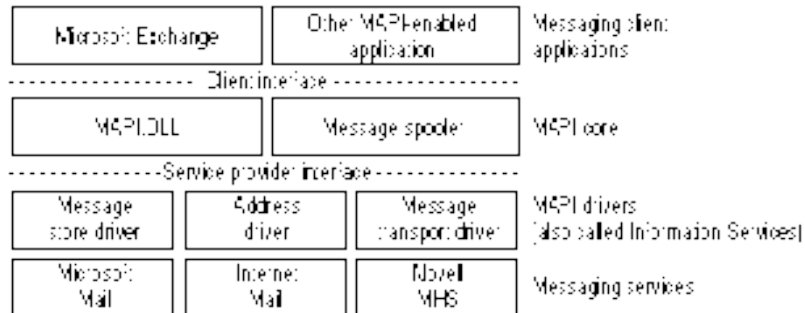 Microsoft Exchange
Other MAPI-enabled
application
Messaging client
applications
Client interface
MAPI.DLL
Message spooler
MAPI core
Service provider interface
Message
store driver
Address
driver
Message
transport driver
MAPI drivers
(also called Information Services)
Microsoft
Mail
Internet
Mail
Novell
MHS
Messaging services